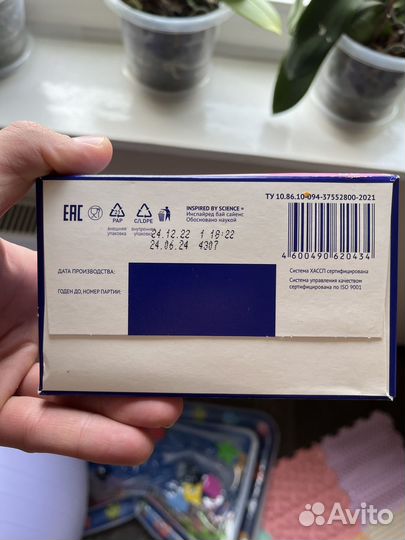 ТУ 10.86.10-094-37552800-2021
EAC
PAP
C/LDPE
внешняя
упаковка
внутренняя
упаковка
INSPIRED BY SCIENCE =
Инспайред бай сайенс
Обосновано наукой
24.12.22 1 18:22
24.06.24 4307
4 600490 620434
Система ХАССП сертифицирована
Система управления качеством
сертифицирована по ISO 9001
ДАТА ПРОИЗВОДСТВА:
ГОДЕН ДО, НОМЕР ПАРТИИ:
Avito